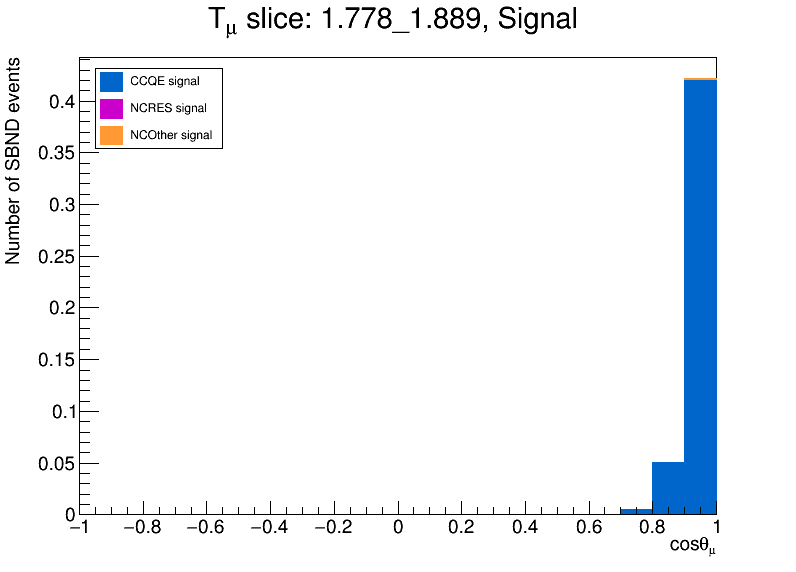 Tμ slice: 1.778_1.889, Signal
Number of SBND events
CCQE signal
NCRES signal
NCOther signal
0.4
0.35
0.3
0.25
0.2
0.15
0.1
0.05
0
−1 −0.8 −0.6 −0.4 −0.2 0 0.2 0.4 0.6 0.8 1
cosθμ